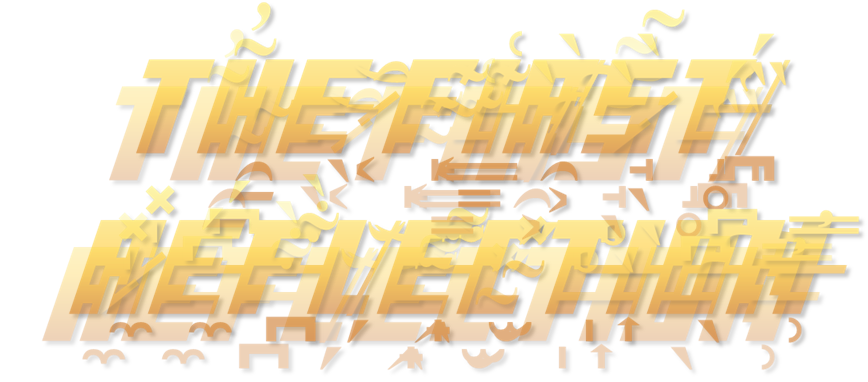 THE FIRST
REFLECTION